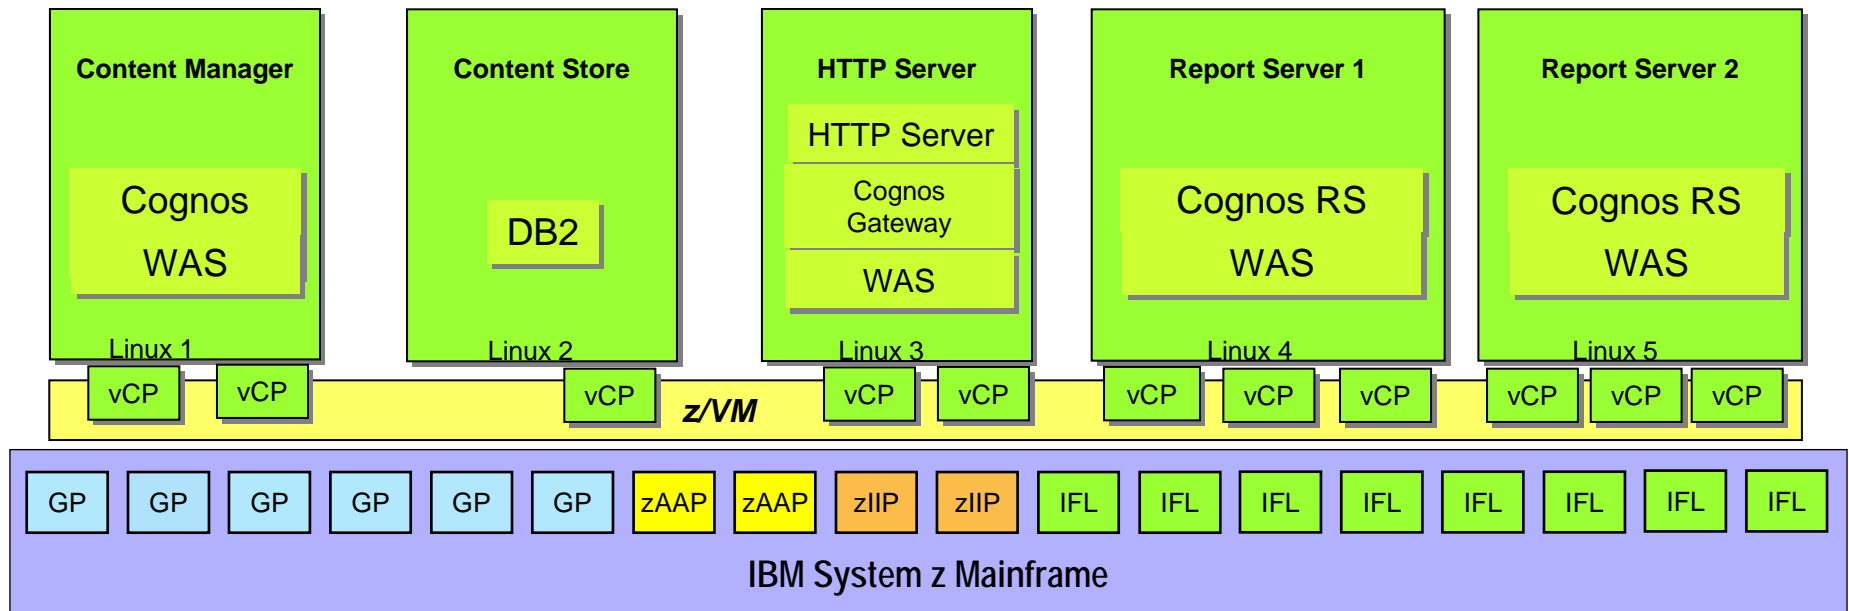 Content Manager
Cognos
WAS
Linux 1
Content Store
DB2
Linux 2
HTTP Server
HTTP Server
Cognos
Gateway
WAS
Linux 3
Report Server 1
Cognos RS
WAS
Linux 4
Report Server 2
Cognos RS
WAS
Linux 5
vCP vCP vCP z/VM vCP vCP vCP vCP vCP vCP vCP vCP
GP GP GP GP GP GP zAAP zAAP zIIP zIIP IFL IFL IFL IFL IFL IFL IFL IFL
IBM System z Mainframe